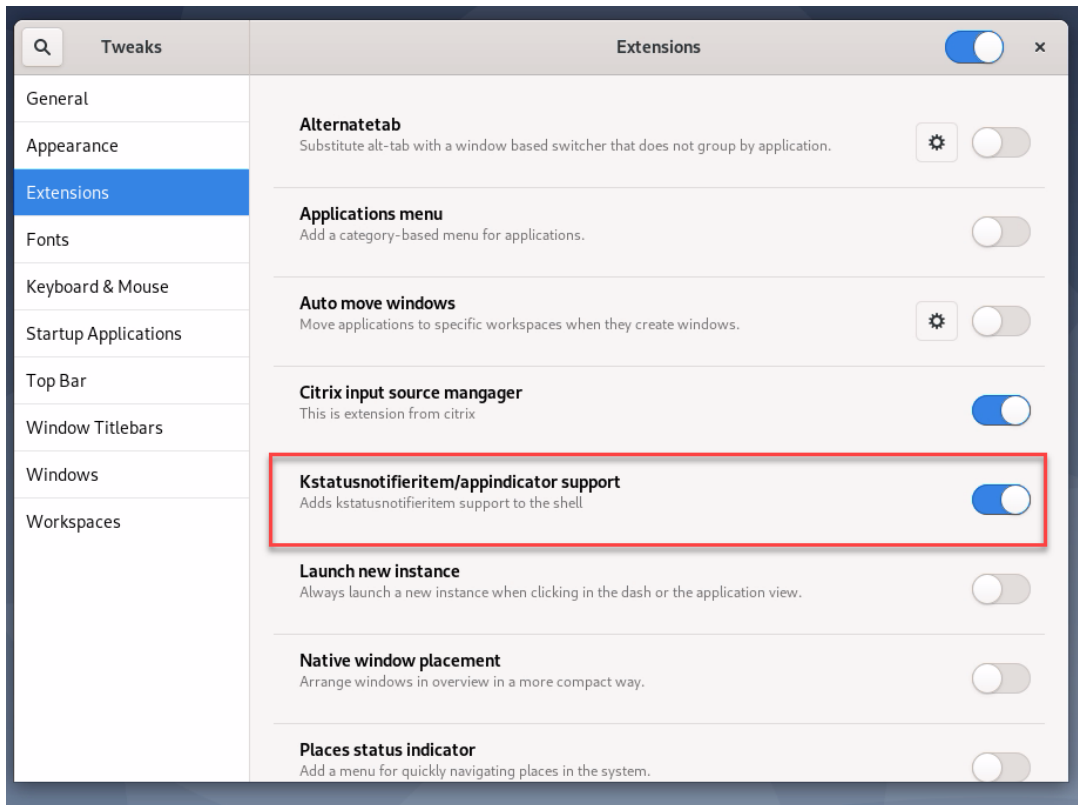 Tweaks
Extensions
General
Appearance
Extensions
Fonts
Keyboard & Mouse
Startup Applications
Top Bar
Window Titlebars
Windows
Workspaces
Alternatetab
Substitute alt-tab with a window based switcher that does not group by application.
Applications menu
Add a category-based menu for applications.
Auto move windows
Move applications to specific workspaces when they create windows.
Citrix input source mangager
This is extension from citrix
Kstatusnotifieritem/appindicator support
Adds kstatusnotifieritem support to the shell
Launch new instance
Always launch a new instance when clicking in the dash or the application view.
Native window placement
Arrange windows in overview in a more compact way.
Places status indicator
Add a menu for quickly navigating places in the system.